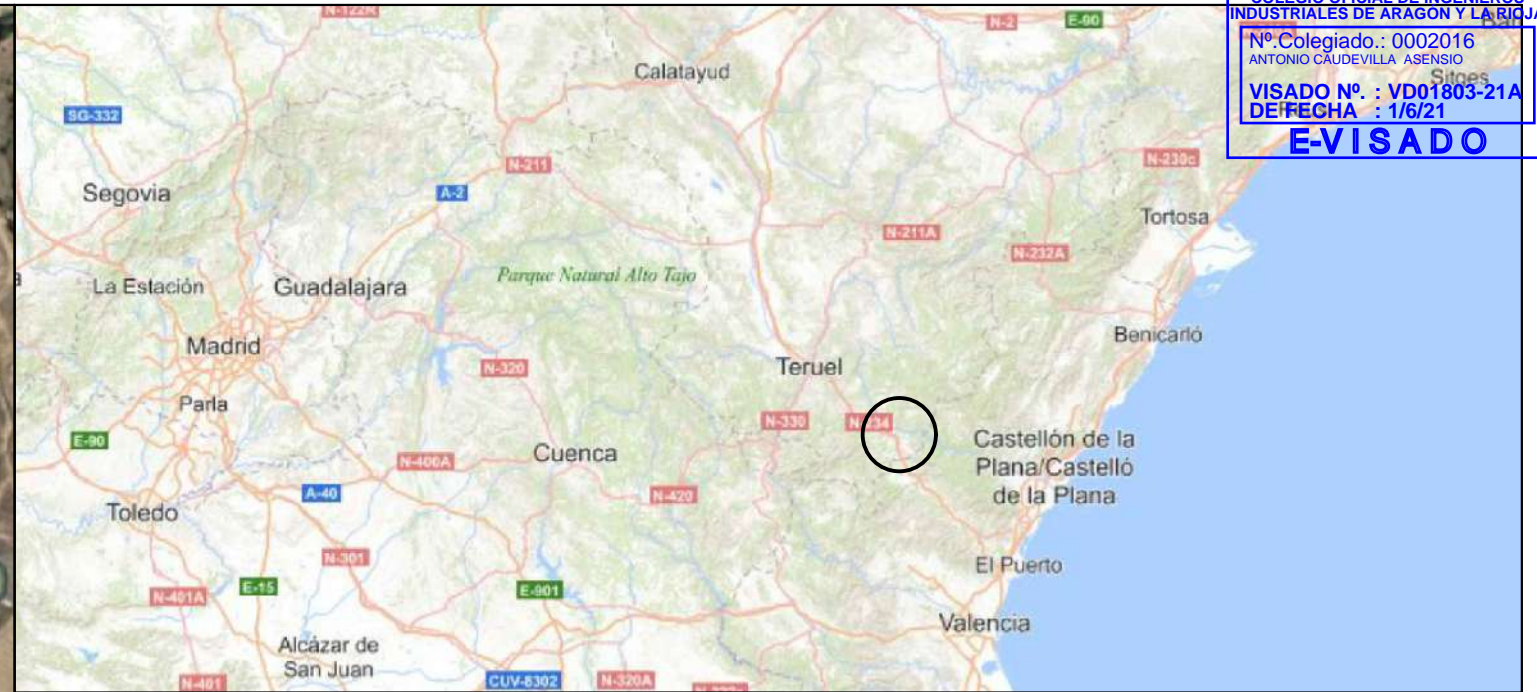 COLEGIO OFICIAL DE INGENIEROS
INDUSTRIALES DE ARAGÓN Y LA RIOJA
Nº.Colegiado.: 0002016
ANTONIO CAUDEVILLA ASENSIO
VISADO Nº. : VD01803-21A
DE FECHA : 1/6/21
E-VISADO
N-122R
N-2
E-90
Calatayud
Sitges
SG-332
N-211
N-230c
Segovia
A-2
Tortosa
N-211A
N-232A
Parque Natural Alto Tajo
La Estación
Guadalajara
Benicarló
Madrid
Teruel
N-320
Parla
N-330
N-234
E-90
Castellón de la
Plana/Castelló
de la Plana
Cuenca
N-400A
A-40
N-420
Toledo
N-301
El Puerto
E-15
E-901
N-401A
Valencia
Alcázar de
San Juan
N-401
CUV-8302
N-320A